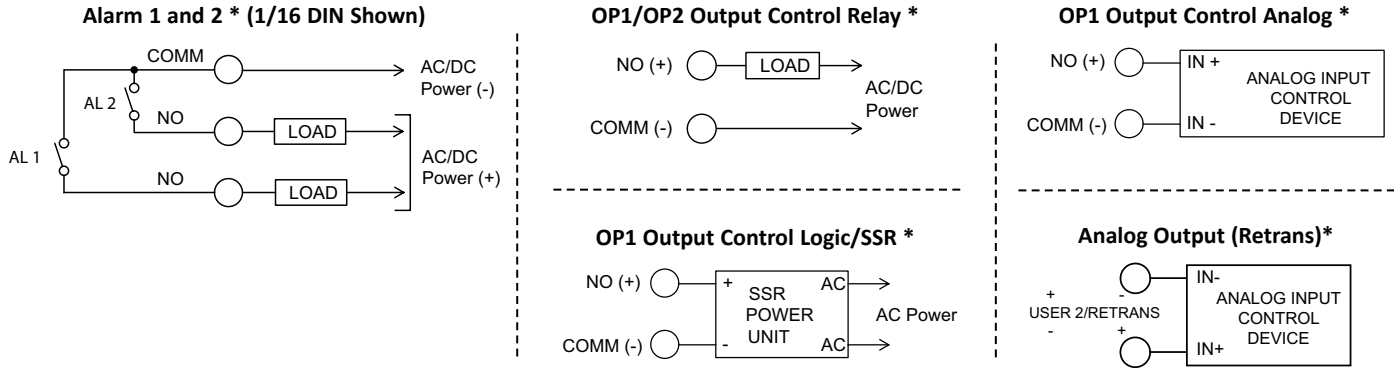 Alarm 1 and 2 * (1/16 DIN Shown)
COMM
AC/DC
Power (-)
AL 2
NO
LOAD
AL 1
AC/DC
Power (+)
NO
LOAD
OP1/OP2 Output Control Relay *
NO (+)
LOAD
AC/DC
Power
COMM (-)
OP1 Output Control Logic/SSR *
NO (+)
+
SSR
POWER
UNIT
AC
AC Power
COMM (-)
-
AC
OP1 Output Control Analog *
NO (+)
IN +
ANALOG INPUT
CONTROL
DEVICE
COMM (-)
IN -
Analog Output (Retrans)*
IN-
+ -
USER 2/RETRANS
- +
ANALOG INPUT
CONTROL
DEVICE
IN+